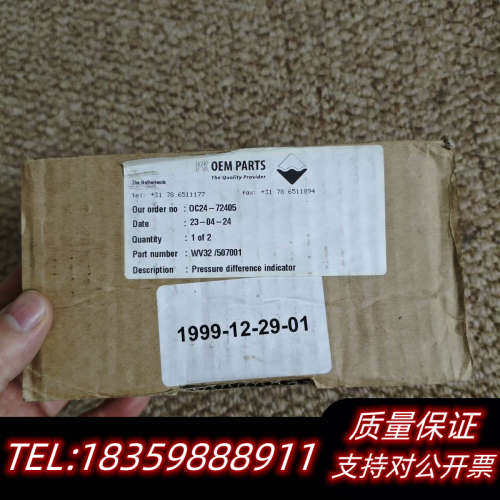 OEM PARTS
The Quality Provider
The Netherlands
Tel: +31 78 6511177 Fax: +31 78 6511894
Our order no : OC24-72405
Date : 23-04-24
Quantity : 1 of 2
Part number : WV32 /507001
Description : Pressure difference indicator
1999-12-29-01
TEL:18359888911
质量保证
支持对公开票